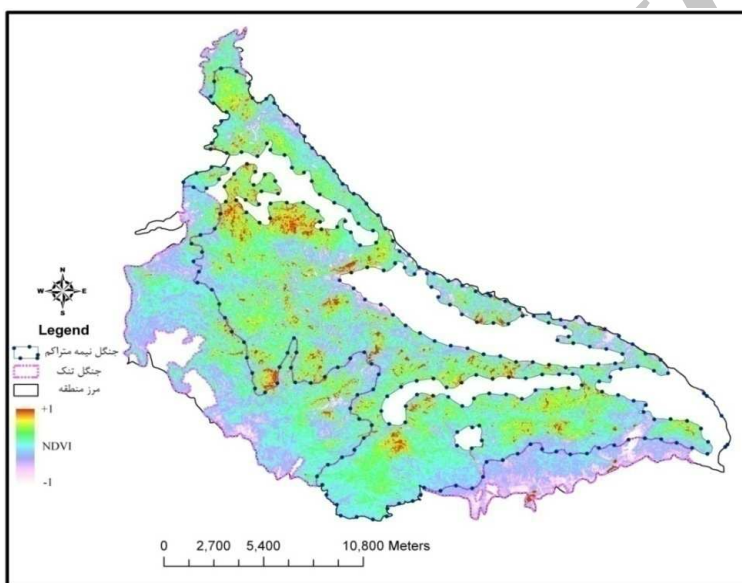 N
W E
S
Legend
جنگل نیمه متراکم
جنگل تنک
مرز منطقه
+1
NDVI
-1
0 2,700 5,400 10,800 Meters